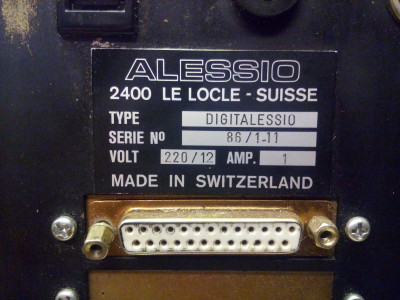 ALESSIO
2400 LE LOCLE - SUISSE
TYPE DIGITALESSIO
SERIE Nº 86/1-11
VOLT 220/12 AMP. 1
MADE IN SWITZERLAND